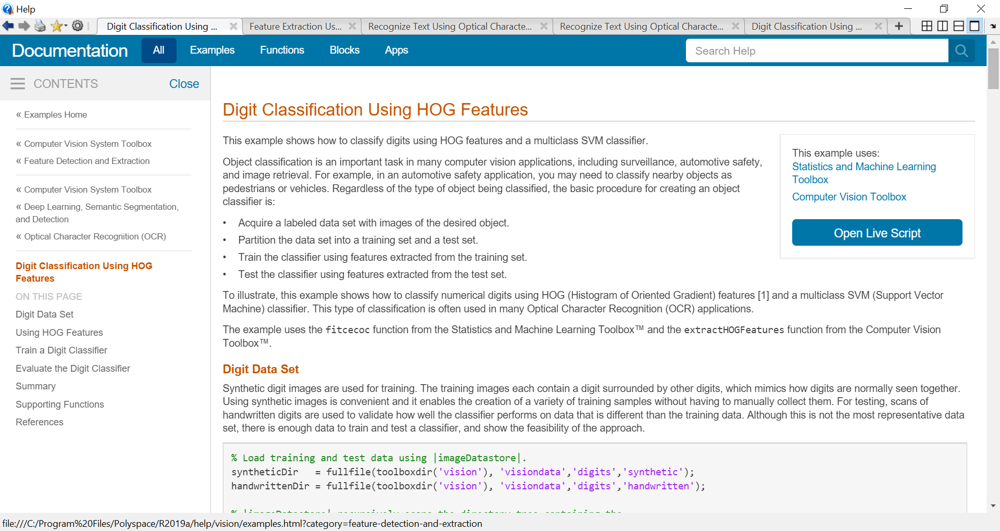 Help
Digit Classification Using ...
Feature Extraction Us...
Recognize Text Using Optical Characte...
Recognize Text Using Optical Characte...
Digit Classification Using ...
Documentation
All
Examples
Functions
Blocks
Apps
Search Help
CONTENTS
Close
« Examples Home
« Computer Vision System Toolbox
« Feature Detection and Extraction
« Computer Vision System Toolbox
« Deep Learning, Semantic Segmentation,
and Detection
« Optical Character Recognition (OCR)
Digit Classification Using HOG
Features
ON THIS PAGE
Digit Data Set
Using HOG Features
Train a Digit Classifier
Evaluate the Digit Classifier
Summary
Supporting Functions
References
Digit Classification Using HOG Features
This example shows how to classify digits using HOG features and a multiclass SVM classifier.
Object classification is an important task in many computer vision applications, including surveillance, automotive safety,
and image retrieval. For example, in an automotive safety application, you may need to classify nearby objects as
pedestrians or vehicles. Regardless of the type of object being classified, the basic procedure for creating an object
classifier is:
• Acquire a labeled data set with images of the desired object.
• Partition the data set into a training set and a test set.
• Train the classifier using features extracted from the training set.
• Test the classifier using features extracted from the test set.
This example uses:
Statistics and Machine Learning
Toolbox
Computer Vision Toolbox
Open Live Script
To illustrate, this example shows how to classify numerical digits using HOG (Histogram of Oriented Gradient) features [1] and a multiclass SVM (Support Vector
Machine) classifier. This type of classification is often used in many Optical Character Recognition (OCR) applications.
The example uses the fitcecoc function from the Statistics and Machine Learning Toolbox™ and the extractHOGFeatures function from the Computer Vision
Toolbox™.
Digit Data Set
Synthetic digit images are used for training. The training images each contain a digit surrounded by other digits, which mimics how digits are normally seen together.
Using synthetic images is convenient and it enables the creation of a variety of training samples without having to manually collect them. For testing, scans of
handwritten digits are used to validate how well the classifier performs on data that is different than the training data. Although this is not the most representative data
set, there is enough data to train and test a classifier, and show the feasibility of the approach.
% Load training and test data using |imageDatastore|.
syntheticDir   = fullfile(toolboxdir('vision'), 'visiondata','digits','synthetic');
handwrittenDir = fullfile(toolboxdir('vision'), 'visiondata','digits','handwritten');
% |imageDatastore| recursively scans the directory tree containing the
file:///C:/Program%20Files/Polyspace/R2019a/help/vision/examples.html?category=feature-detection-and-extraction